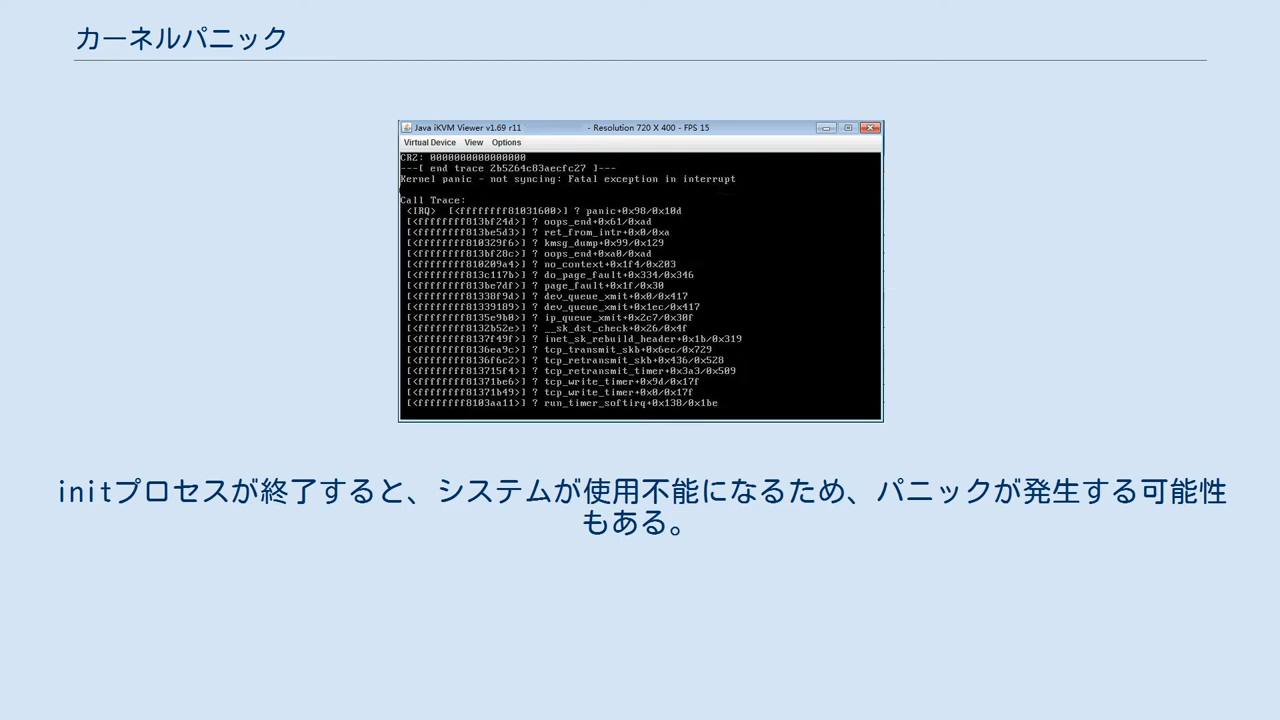 カーネルパニック
Java iKVM Viewer v1.69 r11 - Resolution 720 X 400 - FPS 15
Virtual Device View Options
CR2: 0000000000000000
---[ end trace 2b5264c83aecfc27 ]---
Kernel panic - not syncing: Fatal exception in interrupt
Call Trace:
<IRQ> [<ffffffff81031600>] ? panic+0x98/0x10d
[<ffffffff813bf24d>] ? oops_end+0x61/0xad
[<ffffffff813be5d3>] ? ret_from_intr+0x0/0xa
[<ffffffff810329f6>] ? kmsg_dump+0x99/0x129
[<ffffffff813bf28c>] ? oops_end+0xa0/0xad
[<ffffffff810209a4>] ? no_context+0x1f4/0x203
[<ffffffff813c117b>] ? do_page_fault+0x334/0x346
[<ffffffff813be7df>] ? page_fault+0x1f/0x30
[<ffffffff81338f9d>] ? dev_queue_xmit+0x0/0x417
[<ffffffff81339189>] ? dev_queue_xmit+0x1ec/0x417
[<ffffffff8135e9b0>] ? ip_queue_xmit+0x2c7/0x30f
[<ffffffff8132b52e>] ? __sk_dst_check+0x26/0x4f
[<ffffffff8137f49f>] ? inet_sk_rebuild_header+0x1b/0x319
[<ffffffff8136ea9c>] ? tcp_transmit_skb+0x6ec/0x729
[<ffffffff8136f6c2>] ? tcp_retransmit_skb+0x436/0x528
[<ffffffff813715f4>] ? tcp_retransmit_timer+0x3a3/0x509
[<ffffffff81371be6>] ? tcp_write_timer+0x9d/0x17f
[<ffffffff81371b49>] ? tcp_write_timer+0x0/0x17f
[<ffffffff8103aa11>] ? run_timer_softirq+0x138/0x1be
initプロセスが終了すると、システムが使用不能になるため、パニックが発生する可能性
もある。